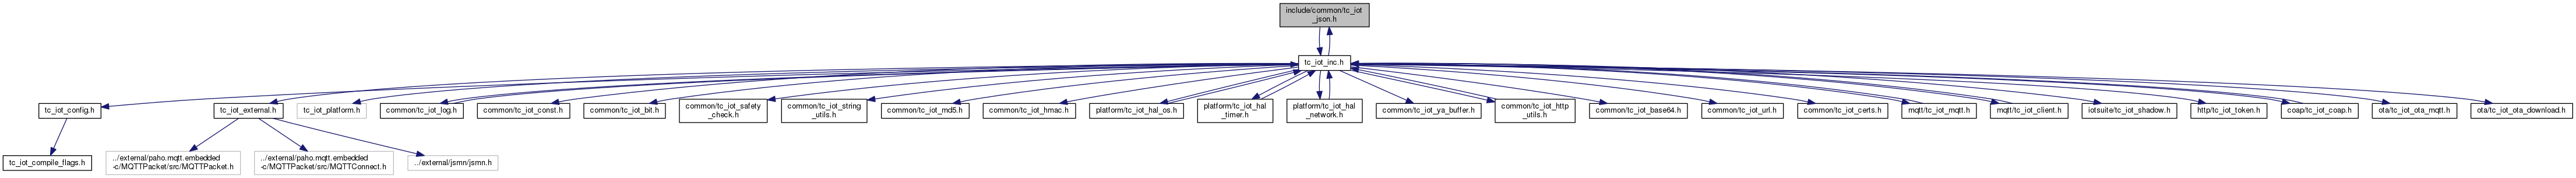 include/common/tc_iot
_json.h
tc_iot_inc.h
tc_iot_config.h
tc_iot_external.h
tc_iot_platform.h
common/tc_iot_log.h
common/tc_iot_const.h
common/tc_iot_bit.h
common/tc_iot_safety
_check.h
common/tc_iot_string
_utils.h
common/tc_iot_md5.h
common/tc_iot_hmac.h
platform/tc_iot_hal_os.h
platform/tc_iot_hal
_timer.h
platform/tc_iot_hal
_network.h
common/tc_iot_ya_buffer.h
common/tc_iot_http
_utils.h
common/tc_iot_base64.h
common/tc_iot_url.h
common/tc_iot_certs.h
mqtt/tc_iot_mqtt.h
mqtt/tc_iot_client.h
iotsuite/tc_iot_shadow.h
http/tc_iot_token.h
coap/tc_iot_coap.h
ota/tc_iot_ota_mqtt.h
ota/tc_iot_ota_download.h
tc_iot_compile_flags.h
../external/paho.mqtt.embedded
-c/MQTTPacket/src/MQTTPacket.h
../external/paho.mqtt.embedded
-c/MQTTPacket/src/MQTTConnect.h
../external/jsmn/jsmn.h